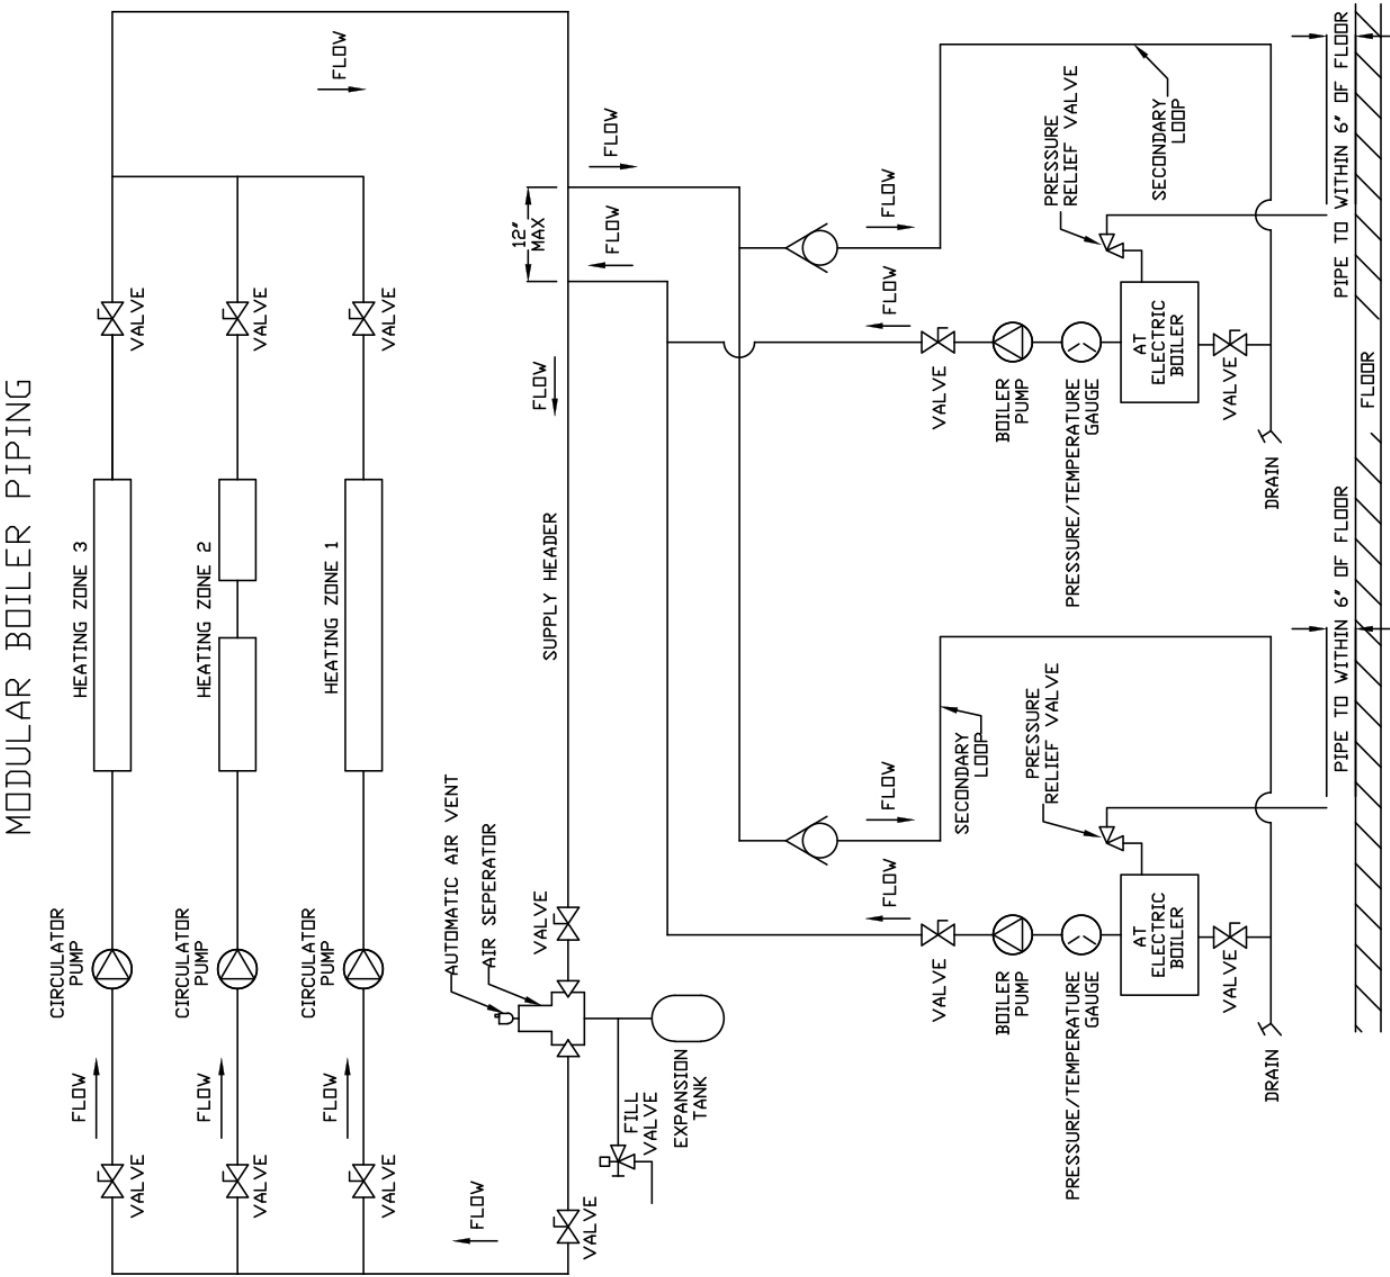 MODULAR BOILER PIPING
FLOW
VALVE
VALVE
VALVE
HEATING ZONE 3
HEATING ZONE 2
HEATING ZONE 1
CIRCULATOR
PUMP
CIRCULATOR
PUMP
CIRCULATOR
PUMP
FLOW
FLOW
FLOW
VALVE
VALVE
VALVE
FLOW
FLOW
12"
MAX
FLOW
FLOW
SUPPLY HEADER
AUTOMATIC AIR VENT
AIR SEPERATOR
VALVE
EXPANSION
TANK
FILL
VALVE
VALVE
FLOW
FLOW
SECONDARY
LOOP
PRESSURE
RELIEF VALVE
VALVE
BOILER
PUMP
PRESSURE/TEMPERATURE
GAUGE
AT
ELECTRIC
BOILER
VALVE
DRAIN
PIPE TO WITHIN 6" OF FLOOR
FLOOR
FLOW
FLOW
SECONDARY
LOOP
PRESSURE
RELIEF VALVE
VALVE
BOILER
PUMP
PRESSURE/TEMPERATURE
GAUGE
AT
ELECTRIC
BOILER
VALVE
DRAIN
PIPE TO WITHIN 6" OF FLOOR
FLOW